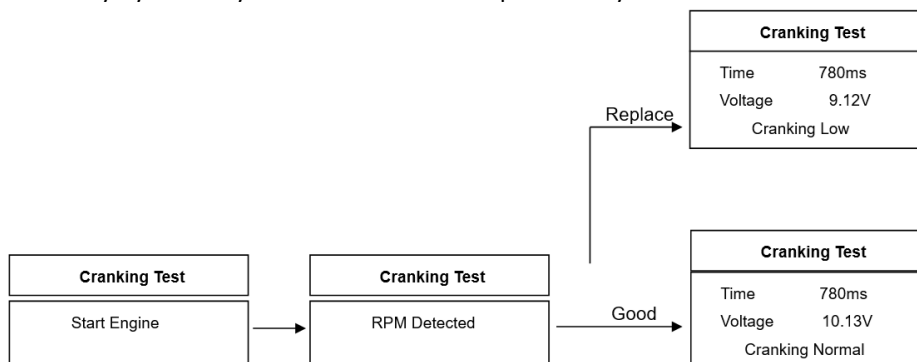 Cranking Test
Time 780ms
Voltage 9.12V
Cranking Low
Replace
Cranking Test
Start Engine
Cranking Test
RPM Detected
Good
Cranking Test
Time 780ms
Voltage 10.13V
Cranking Normal